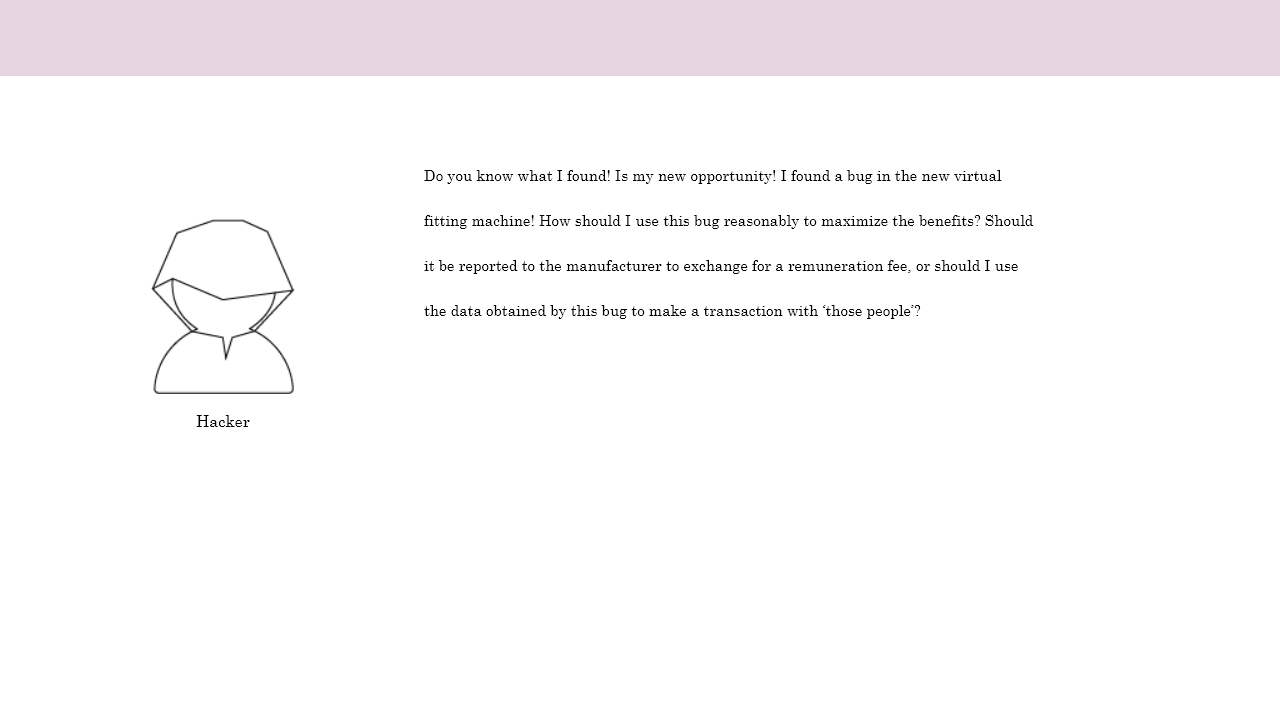 Do you know what I found! Is my new opportunity! I found a bug in the new virtual
fitting machine! How should I use this bug reasonably to maximize the benefits? Should
it be reported to the manufacturer to exchange for a remuneration fee, or should I use
the data obtained by this bug to make a transaction with ‘those people’?
Hacker